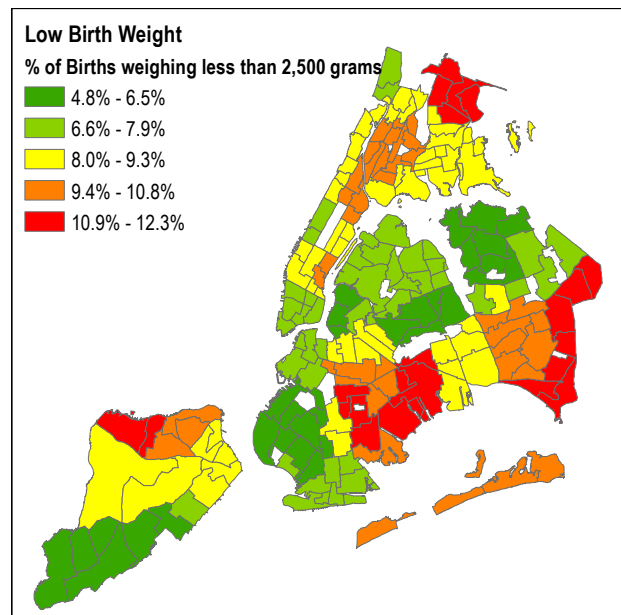 Low Birth Weight
% of Births weighing less than 2,500 grams
4.8% - 6.5%
6.6% - 7.9%
8.0% - 9.3%
9.4% - 10.8%
10.9% - 12.3%